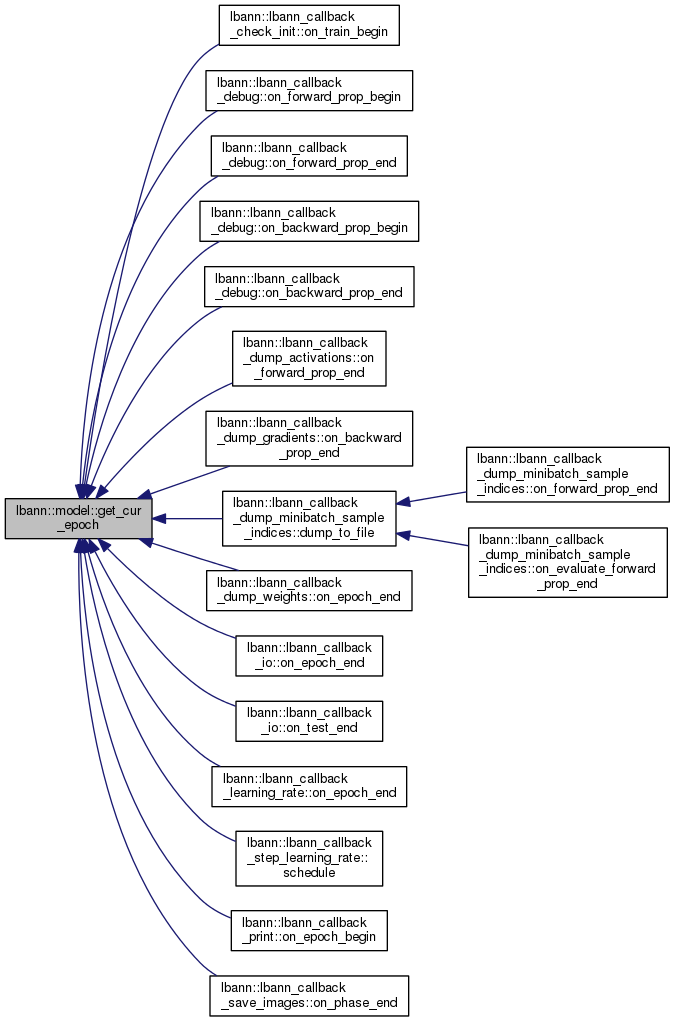 lbann::lbann_callback
_check_init::on_train_begin
lbann::lbann_callback
_debug::on_forward_prop_begin
lbann::lbann_callback
_debug::on_forward_prop_end
lbann::lbann_callback
_debug::on_backward_prop_begin
lbann::lbann_callback
_debug::on_backward_prop_end
lbann::lbann_callback
_dump_activations::on
_forward_prop_end
lbann::lbann_callback
_dump_gradients::on_backward
_prop_end
lbann::model::get_cur
_epoch
lbann::lbann_callback
_dump_minibatch_sample
_indices::dump_to_file
lbann::lbann_callback
_dump_minibatch_sample
_indices::on_forward_prop_end
lbann::lbann_callback
_dump_minibatch_sample
_indices::on_evaluate_forward
_prop_end
lbann::lbann_callback
_dump_weights::on_epoch_end
lbann::lbann_callback
_io::on_epoch_end
lbann::lbann_callback
_io::on_test_end
lbann::lbann_callback
_learning_rate::on_epoch_end
lbann::lbann_callback
_step_learning_rate::
schedule
lbann::lbann_callback
_print::on_epoch_begin
lbann::lbann_callback
_save_images::on_phase_end